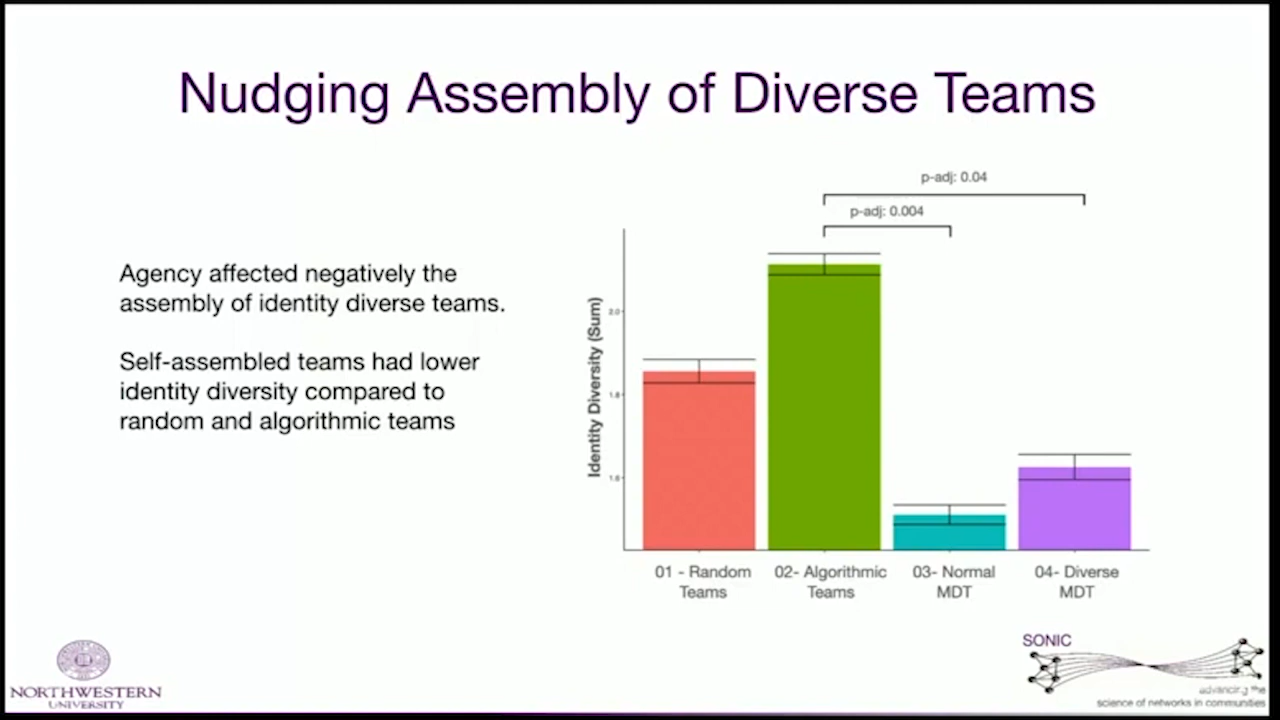 Nudging Assembly of Diverse Teams
Agency affected negatively the
assembly of identity diverse teams.
Self-assembled teams had lower
identity diversity compared to
random and algorithmic teams
p-adj: 0.04
p-adj: 0.004
Identity Diversity (Sum)
2.0
1.8
1.6
01 - Random
Teams
02- Algorithmic
Teams
03- Normal
MDT
04- Diverse
MDT
NORTHWESTERN
UNIVERSITY
SONIC
advancing the
science of networks in communities